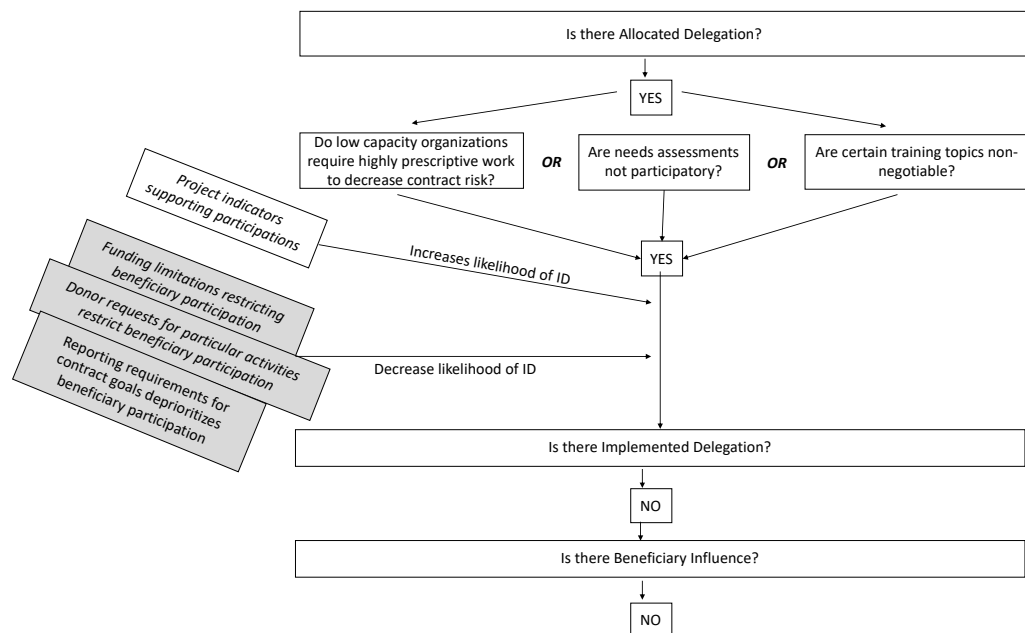 Is there Allocated Delegation?
YES
Do low capacity organizations
require highly prescriptive work
to decrease contract risk?
OR
Are needs assessments
not participatory?
OR
Are certain training topics non-
negotiable?
Project indicators
supporting participations
YES
Increases likelihood of ID
Funding limitations restricting
beneficiary participation
Donor requests for particular activities
restrict beneficiary participation
Reporting requirements for
contract goals deprioritizes
beneficiary participation
Decrease likelihood of ID
Is there Implemented Delegation?
NO
Is there Beneficiary Influence?
NO